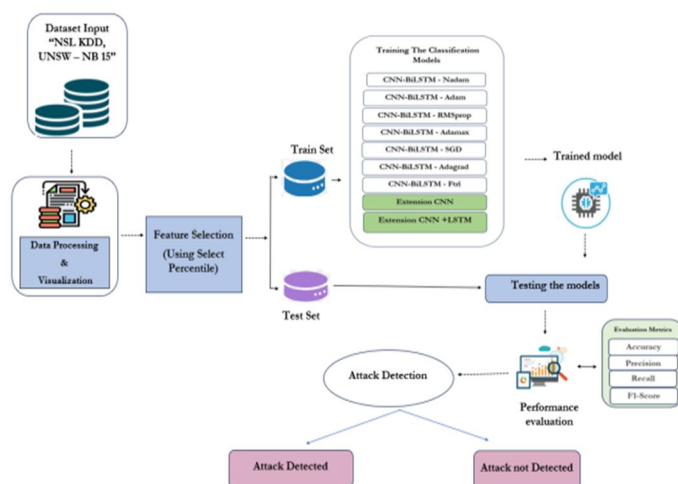 Dataset Input
“NSL KDD,
UNSW – NB 15”
Data Processing
&
Visualization
Feature Selection
(Using Select
Percentile)
Train Set
Test Set
Training The Classification
Models
CNN-BiLSTM - Nadam
CNN-BiLSTM - Adam
CNN-BiLSTM - RMSprop
CNN-BiLSTM - Adamax
CNN-BiLSTM - SGD
CNN-BiLSTM - Adagrad
CNN-BiLSTM - Ftrl
Extension CNN
Extension CNN +LSTM
Trained model
Testing the models
Evaluation Metrics
Accuracy
Precision
Recall
F1-Score
Performance
evaluation
Attack Detection
Attack Detected
Attack not Detected